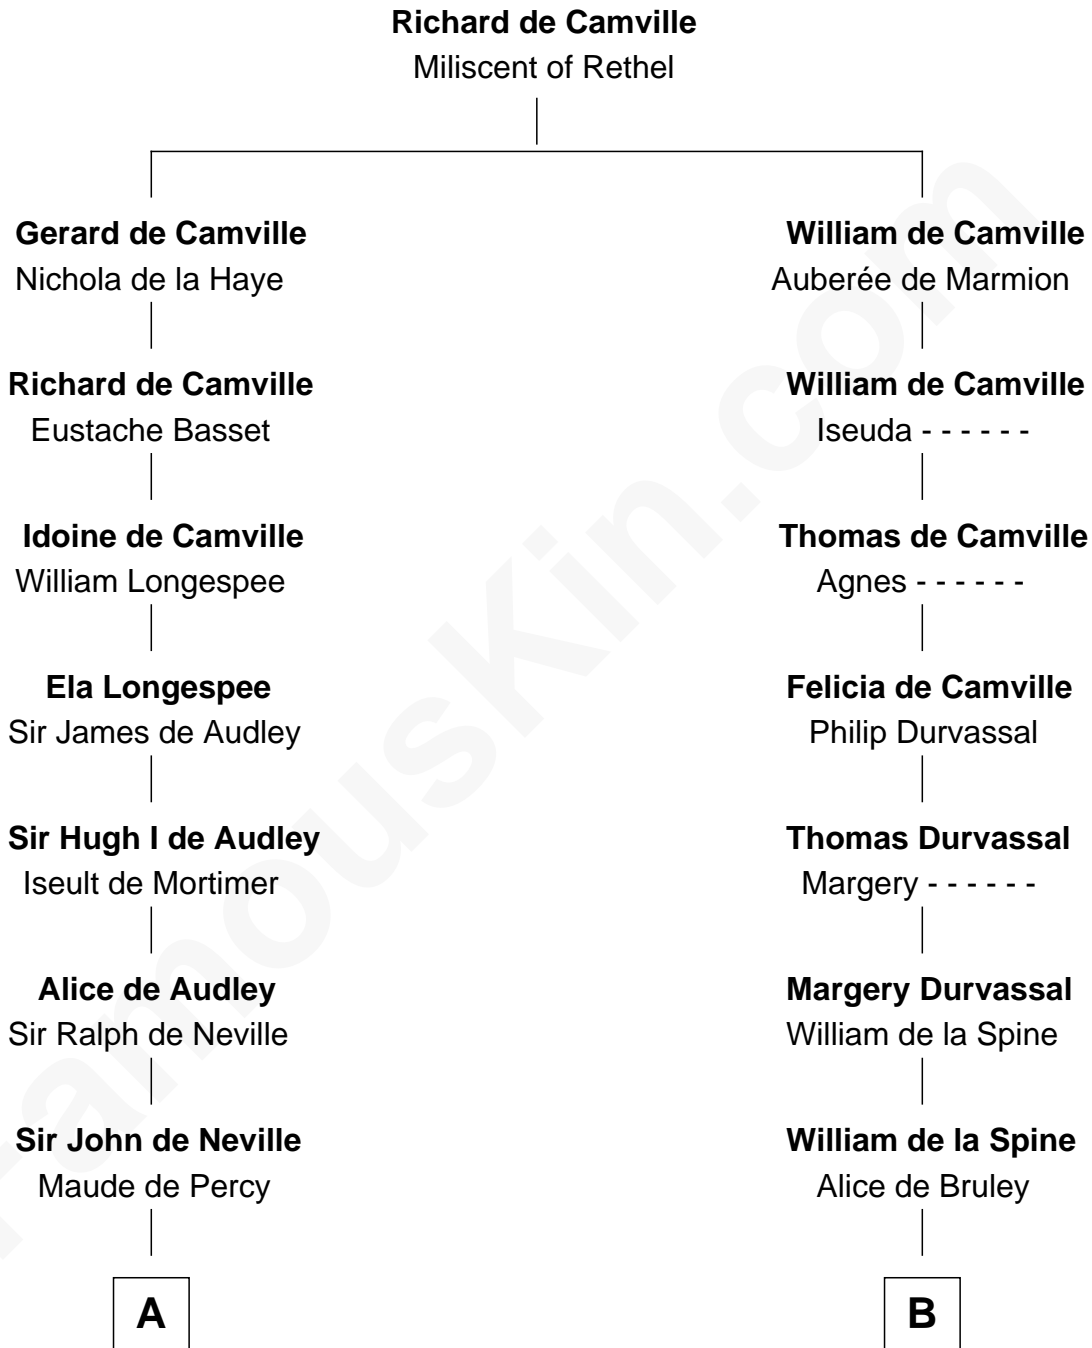 Richard de Camville
Miliscent of Rethel
Gerard de Camville
Nichola de la Haye
William de Camville
Auberée de Marmion
Richard de Camville
Eustache Basset
William de Camville
Iseuda - - - - - -
Idoine de Camville
William Longespee
Thomas de Camville
Agnes - - - - - -
Ela Longespee
Sir James de Audley
Felicia de Camville
Philip Durvassal
Sir Hugh I de Audley
Iseult de Mortimer
Thomas Durvassal
Margery - - - - - -
Alice de Audley
Sir Ralph de Neville
Margery Durvassal
William de la Spine
Sir John de Neville
Maude de Percy
William de la Spine
Alice de Bruley
A
B
FamousKin.com